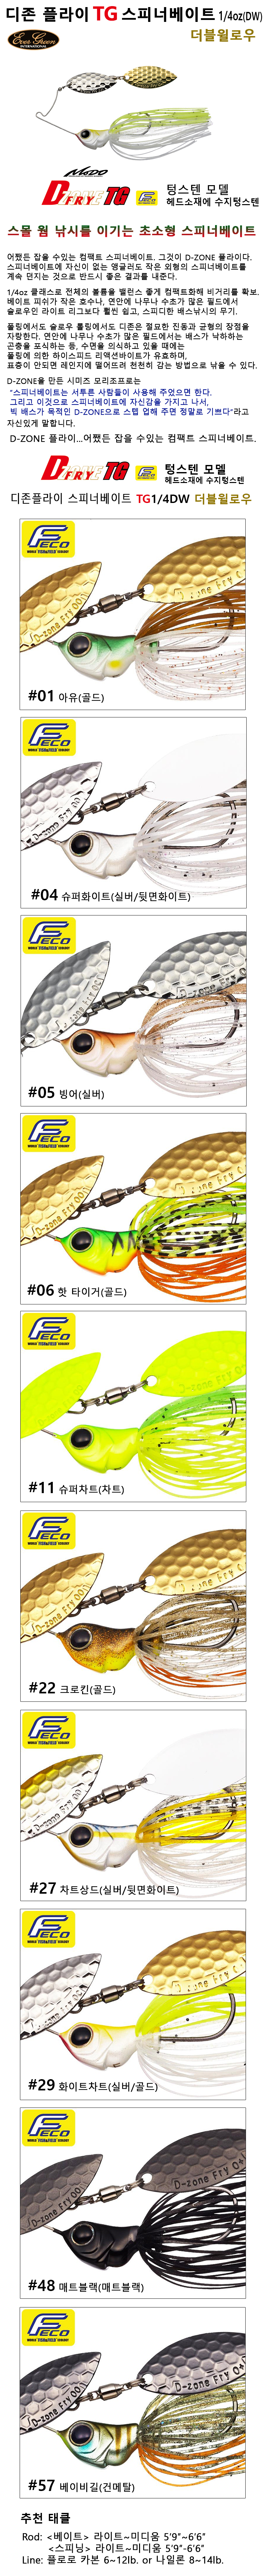 디존 플라이 TG 스피너베이트 1/4oz(DW)
더블윌로우
Ever Green
INTERNATIONAL
MoDo
D ZONE FRY TG
FECO
텅스텐 모델
헤드소재에 수지텅스텐
스몰 웜 낚시를 이기는 초소형 스피너베이트
어쨌든 잡을 수있는 컴팩트 스피너베이트. 그것이 D-ZONE 플라이다.
스피너베이트에 자신이 없는 앵글러도 작은 외형의 스피너베이트를
계속 던지는 것으로 반드시 좋은 결과를 내준다.
1/4oz 클래스로 전체의 볼륨을 밸런스 좋게 컴팩트화해 비거리를 확보.
베이트 피쉬가 작은 호수나, 연안에 나무나 수초가 많은 필드에서
슬로우인 라이트 리그보다 훨씬 쉽고, 스피디한 배스낚시의 무기.
풀링에서도 슬로우 롤링에서도 디존은 절묘한 진동과 균형의 장점을
자랑한다. 연안에 나무나 수초가 많은 필드에서는 배스가 낙하하는
곤충을 포식하는 등, 수면을 의식하고 있을 때에는
풀링에 의한 하이스피드 리액션바이트가 유효하며,
표층이 안되면 레인지에 떨어뜨려 천천히 감는 방법으로 낚을 수 있다.
D-ZONE을 만든 시미즈 모리조프로는
"스피너베이트는 서투른 사람들이 사용해 주었으면 한다.
그리고 이것으로 스피너베이트에 자신감을 가지고 나서,
빅 배스가 목적인 D-ZONE으로 스텝 업해 주면 정말로 기쁘다"라고
자신있게 말합니다.
D-ZONE 플라이...어쨌든 잡을 수있는 컴팩트 스피너베이트.
D ZONE FRY TG
FECO
텅스텐 모델
헤드소재에 수지텅스텐
디존플라이 스피너베이트 TG1/4DW 더블윌로우
FECO
#01 아유(골드)
FECO
#04 슈퍼화이트(실버/뒷면화이트)
FECO
#05 빙어(실버)
FECO
#06 핫 타이거(골드)
FECO
#11 슈퍼차트(차트)
FECO
#22 크로킨(골드)
FECO
#27 차트상드(실버/뒷면화이트)
FECO
#29 화이트차트(실버/골드)
FECO
#48 매트블랙(매트블랙)
FECO
#57 베이비길(건메탈)
추천 태클
Rod: <베이트> 라이트~미디움 5'9"~6'6"
<스피닝> 라이트~미디움 5'9"-6'6"
Line: 플로로 카본 6~12lb. or 나일론 8~14lb.